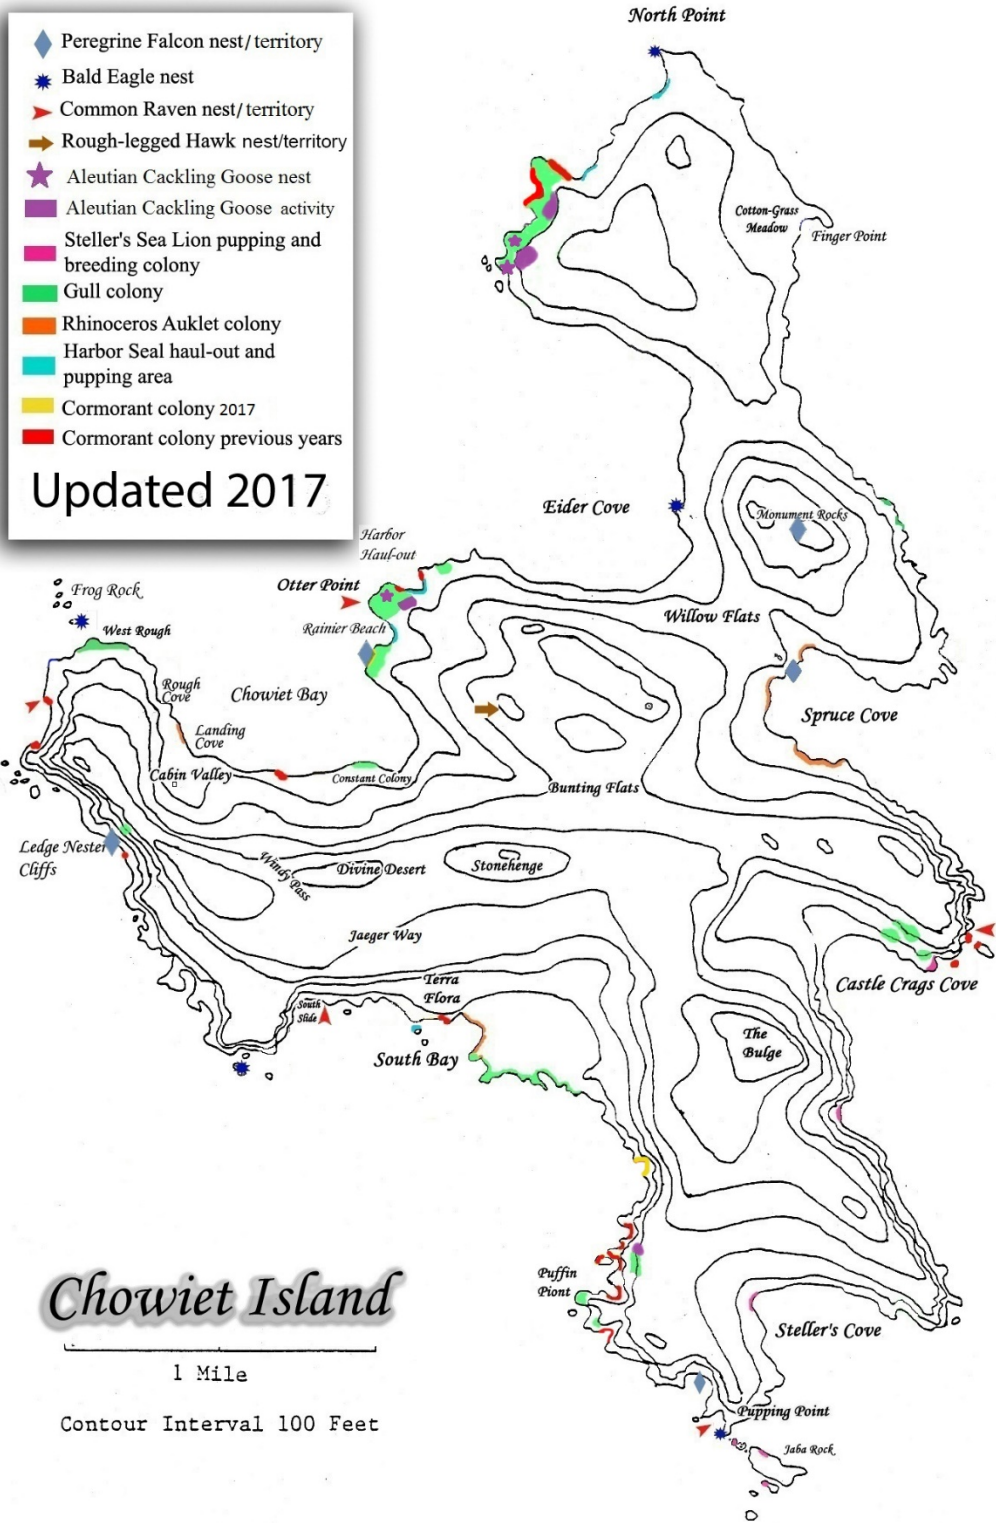 Peregrine Falcon nest/territory
Bald Eagle nest
Common Raven nest/territory
Rough-legged Hawk nest/territory
Aleutian Cackling Goose nest
Aleutian Cackling Goose activity
Steller's Sea Lion pupping and
breeding colony
Gull colony
Rhinoceros Auklet colony
Harbor Seal haul-out and
pupping area
Cormorant colony 2017
Cormorant colony previous years
Updated 2017
North Point
Cotton-Grass
Meadow
Finger Point
Eider Cove
Monument Rocks
Harbor
Haul-out
Otter Point
Frog Rock
Willow Flats
Rainier Beach
West Rough
Rough
Cove
Chowiet Bay
Spruce Cove
Landing
Cove
Cabin Valley
Constant Colony
Bunting Flats
Ledge Nester
Cliffs
Windy Pass
Divine Desert
Stonehenge
Jaeger Way
Terra
Flora
Castle Crags Cove
South
Slide
The
Bulge
South Bay
Puffin
Piont
Chowiet Island
Steller's Cove
1 Mile
Pupping Point
Contour Interval 100 Feet
Jaba Rock